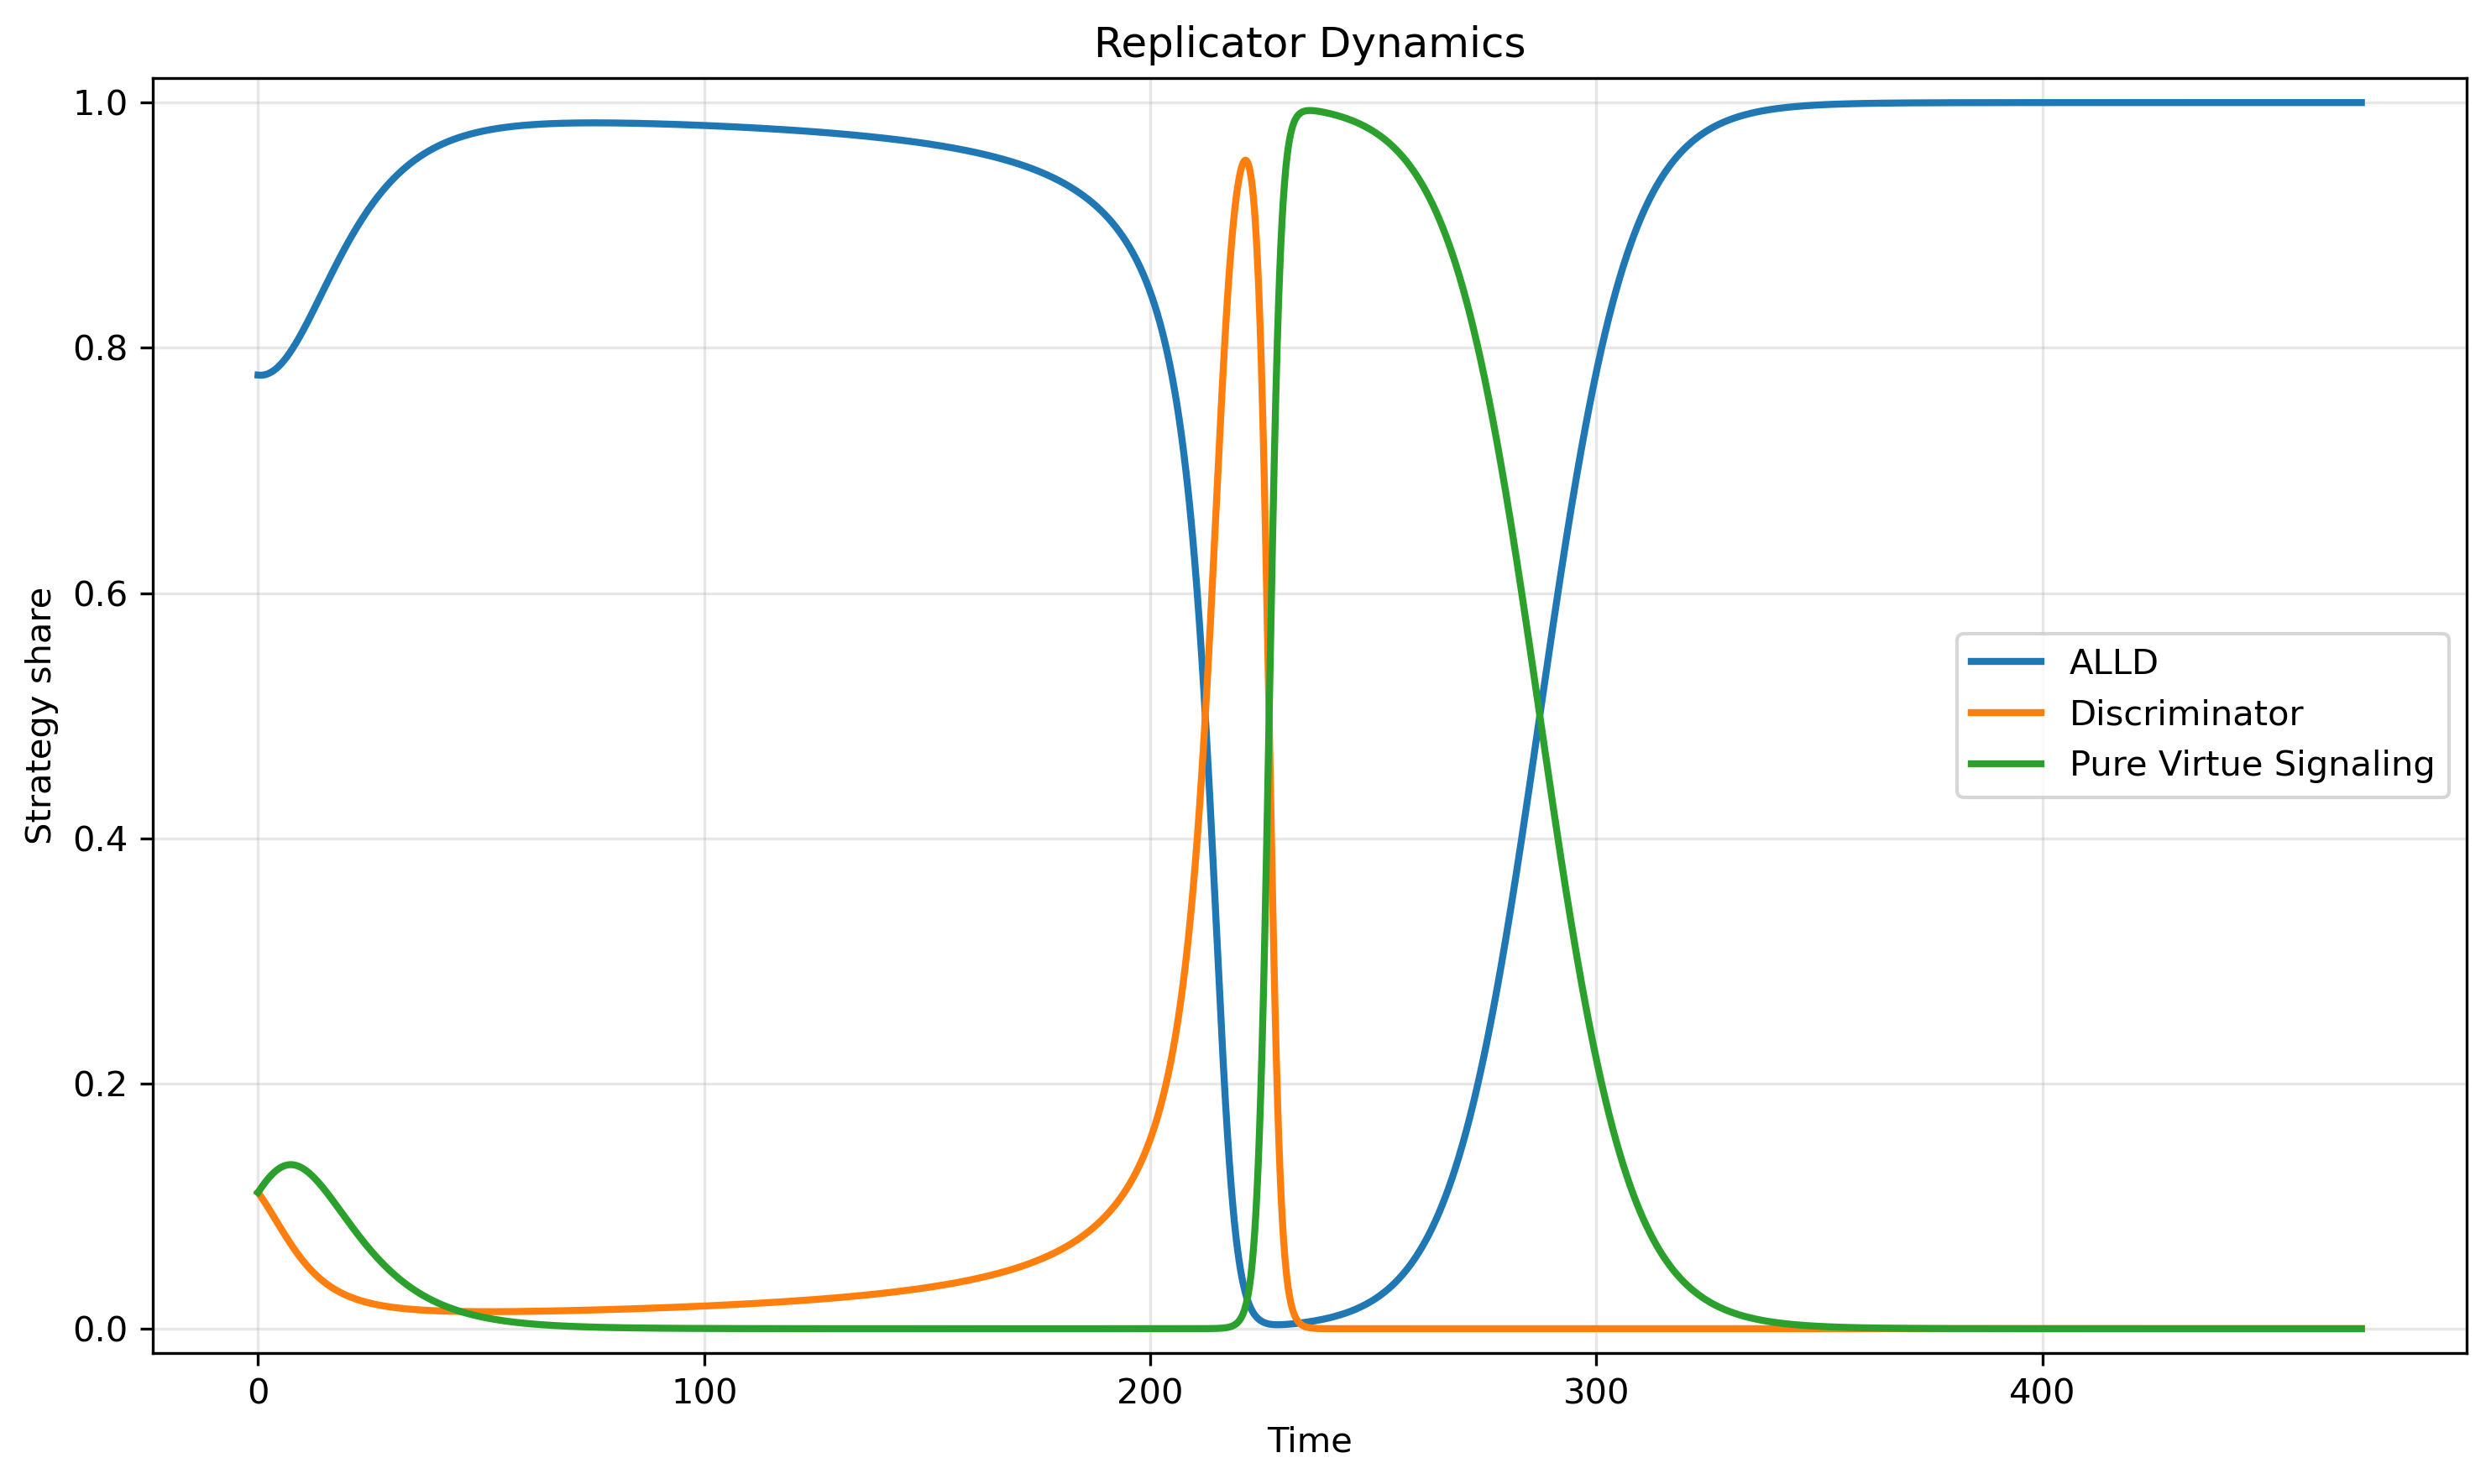 Replicator Dynamics
Strategy share
1.0
0.8
0.6
0.4
0.2
0.0
ALLD
Discriminator
Pure Virtue Signaling
0 100 200 300 400
Time